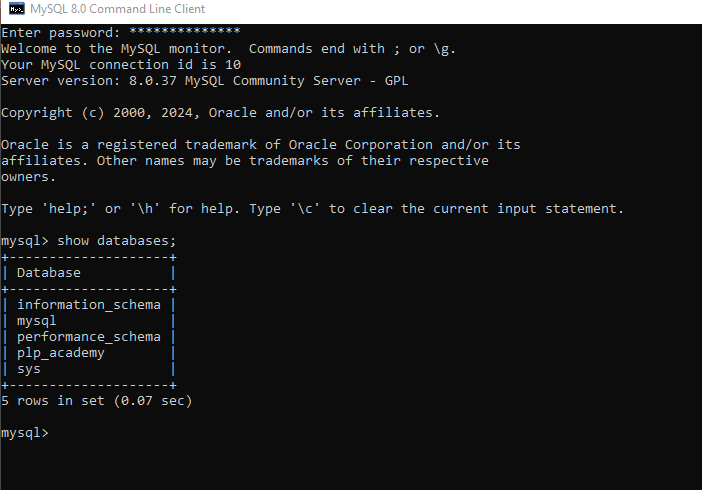 MySQL 8.0 Command Line Client
Enter password: **************
Welcome to the MySQL monitor.  Commands end with ; or \g.
Your MySQL connection id is 10
Server version: 8.0.37 MySQL Community Server - GPL

Copyright (c) 2000, 2024, Oracle and/or its affiliates.

Oracle is a registered trademark of Oracle Corporation and/or its
affiliates. Other names may be trademarks of their respective
owners.

Type 'help;' or '\h' for help. Type '\c' to clear the current input statement.

mysql> show databases;
+--------------------+
| Database           |
+--------------------+
| information_schema |
| mysql              |
| performance_schema |
| plp_academy        |
| sys                |
+--------------------+
5 rows in set (0.07 sec)

mysql>